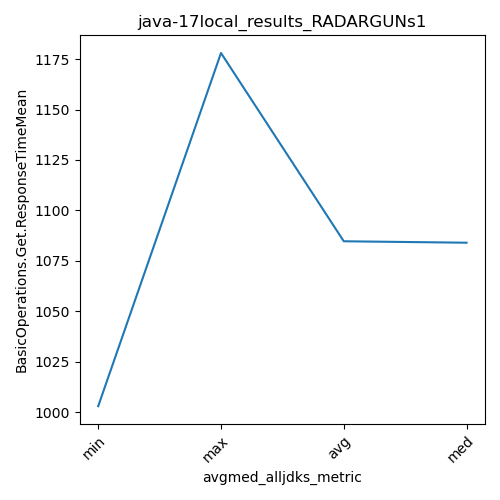 java-17local_results_RADARGUNs1
BasicOperations.Get.ResponseTimeMean
1175
1150
1125
1100
1075
1050
1025
1000
min
max
avg
med
avgmed_alljdks_metric